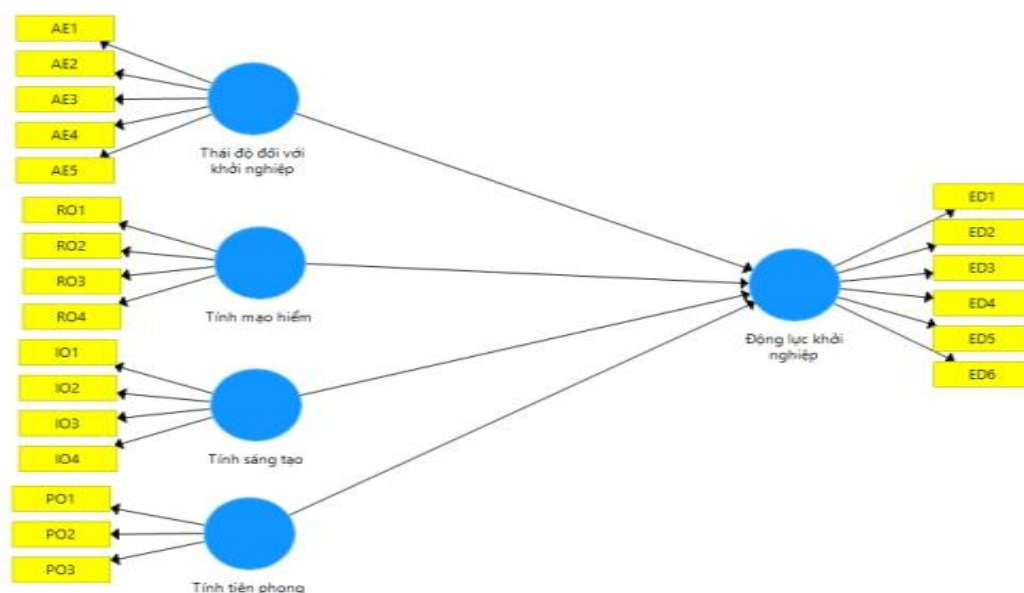 AE1
AE2
AE3
AE4
AE5
Thái độ đối với
khởi nghiệp
RO1
RO2
RO3
RO4
Tính mạo hiểm
IO1
IO2
IO3
IO4
Tính sáng tạo
PO1
PO2
PO3
Tính tiên phong
Động lực khởi
nghiệp
ED1
ED2
ED3
ED4
ED5
ED6